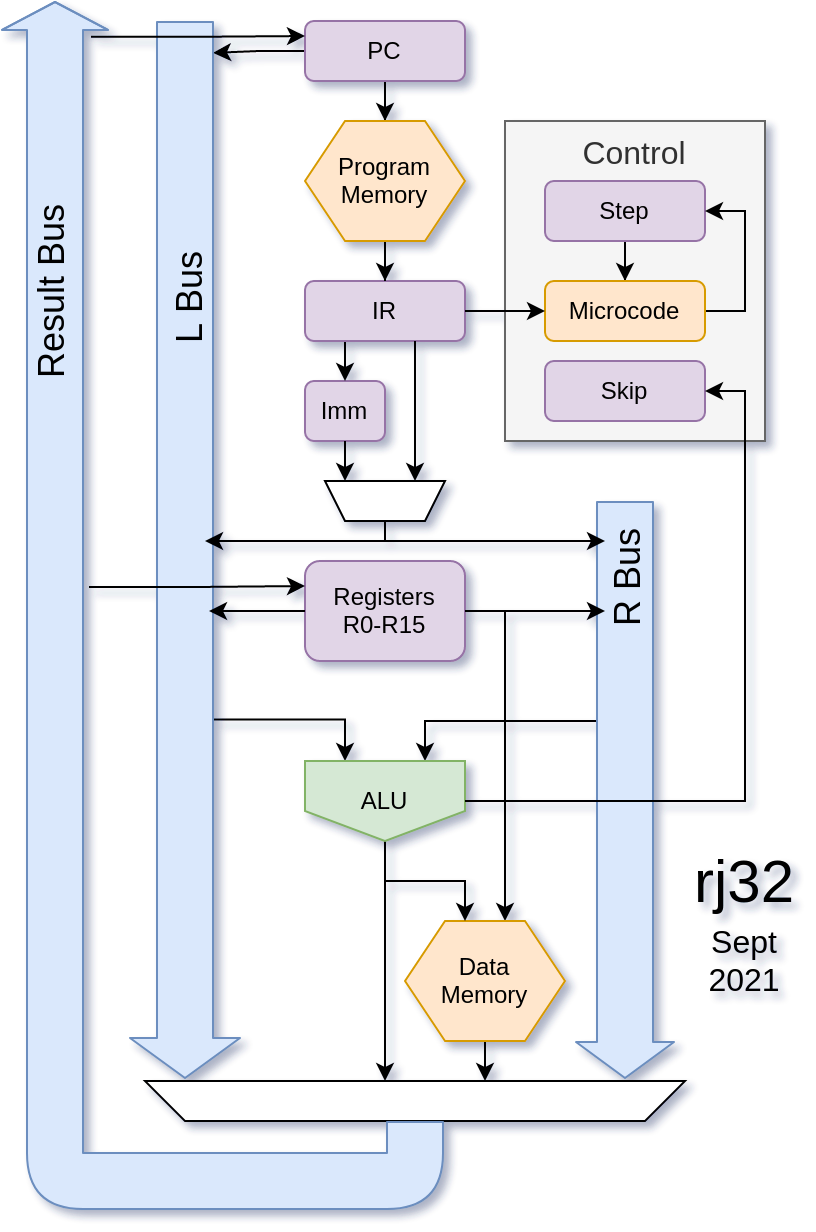 PC
Program
Memory
Control
Step
Result Bus
L Bus
IR
Microcode
Imm
Skip
R Bus
Registers
R0-R15
ALU
rj32
Sept
2021
Data
Memory